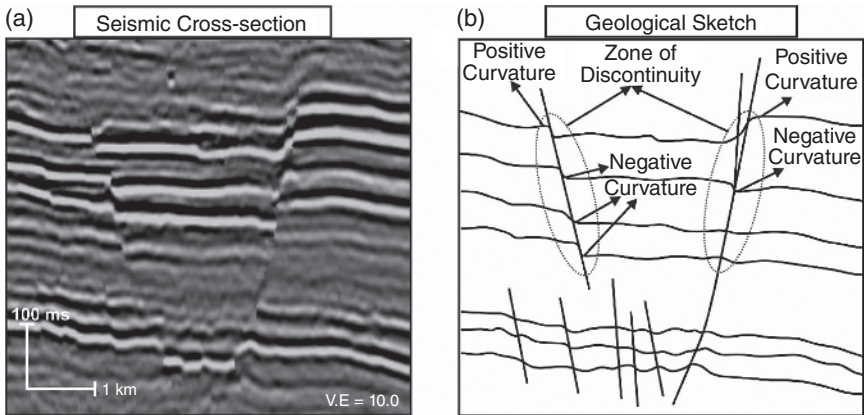 (a)
Seismic Cross-section
100 ms
1 km
V.E = 10.0
(b)
Geological Sketch
Positive
Curvature
Zone of
Discontinuity
Positive
Curvature
Negative
Curvature
Negative
Curvature